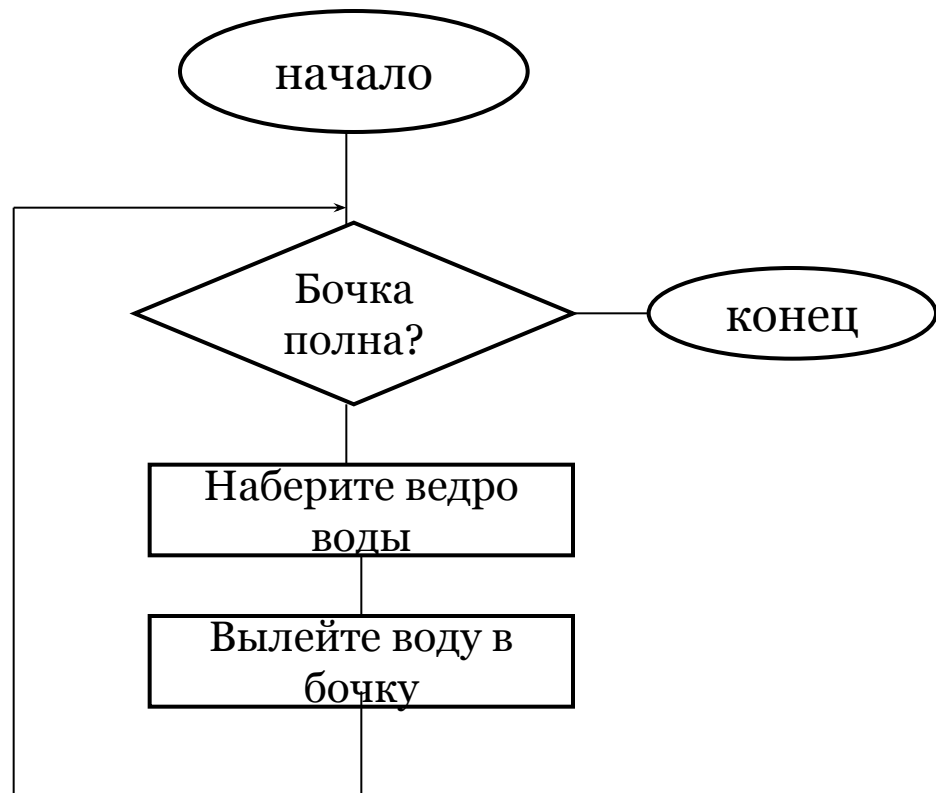 начало
Бочка
полна?
конец
Наберите ведро
воды
Вылейте воду в
бочку